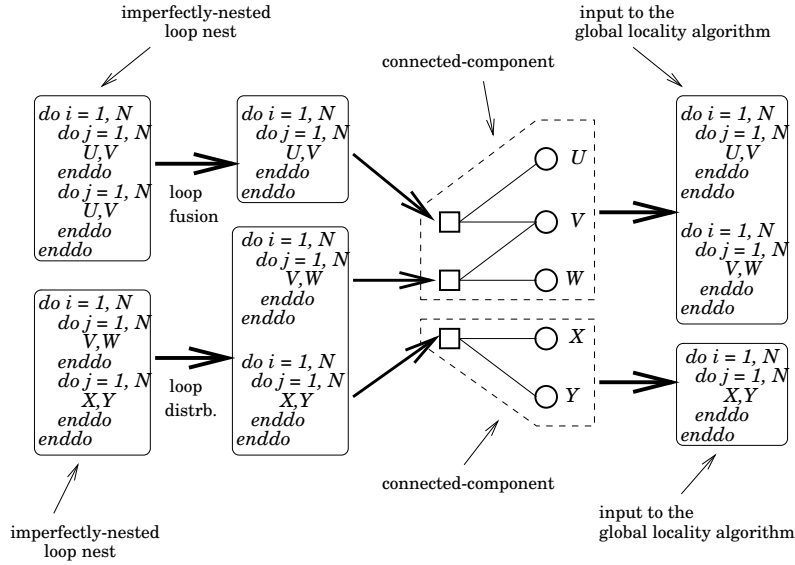 imperfectly-nested
loop nest
input to the
global locality algorithm
connected-component
do i = 1, N
do j = 1, N
U,V
enddo
do j = 1, N
U,V
enddo
enddo
loop
fusion
do i = 1, N
do j = 1, N
U,V
enddo
enddo
do i = 1, N
do j = 1, N
V,W
enddo
do j = 1, N
X,Y
enddo
enddo
loop
distrb.
do i = 1, N
do j = 1, N
V,W
enddo
enddo
do i = 1, N
do j = 1, N
X,Y
enddo
enddo
U
V
W
X
Y
do i = 1, N
do j = 1, N
U,V
enddo
enddo
do i = 1, N
do j = 1, N
V,W
enddo
enddo
do i = 1, N
do j = 1, N
X,Y
enddo
enddo
connected-component
imperfectly-nested
loop nest
input to the
global locality algorithm